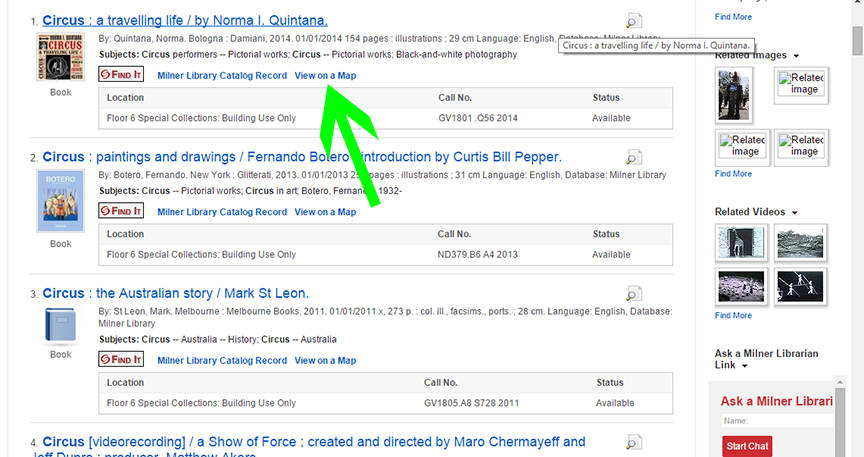 1. Circus : a travelling life / by Norma I. Quintana.
CIRCUS
A TRAVELING LIFE
By: Quintana, Norma. Bologna : Damiani, 2014. 01/01/2014 154 pages : illustrations ; 29 cm Language: English, Database: Milner Library
Circus : a travelling life / by Norma I. Quintana.
Subjects: Circus performers -- Pictorial works; Circus -- Pictorial works; Black-and-white photography
FIND IT Milner Library Catalog Record View on a Map
Book
Location Call No. Status
Floor 6 Special Collections: Building Use Only GV1801 .Q56 2014 Available
2. Circus : paintings and drawings / Fernando Botero introduction by Curtis Bill Pepper.
By: Botero, Fernando. New York : Glitterati, 2013. 01/01/2013 pages : illustrations ; 31 cm Language: English, Database: Milner Library
BOTERO
Subjects: Circus -- Pictorial works; Circus in art; Botero, 1932-
FIND IT Milner Library Catalog Record View on a Map
Book
Location Call No. Status
Floor 6 Special Collections: Building Use Only ND379.B6 A4 2013 Available
3. Circus : the Australian story / Mark St Leon.
By: St Leon, Mark. Melbourne : Melbourne Books, 2011. 01/01/2011 x, 273 p. : col. ill., facsims., ports. ; 28 cm. Language: English, Database:
Milner Library
Subjects: Circus -- Australia -- History; Circus -- Australia
Book
FIND IT Milner Library Catalog Record View on a Map
Location Call No. Status
Floor 6 Special Collections: Building Use Only GV1805.A8 S728 2011 Available
4. Circus [videorecording] / a Show of Force ; created and directed by Maro Chermayeff and
Jeff Dupre ; producer, Matthew Akers
Find More
Related Images
Related
image
Related
image
Related
image
Find More
Related Videos
Find More
Ask a Milner Librarian
Link
Ask a Milner Librari
Name:
Start Chat